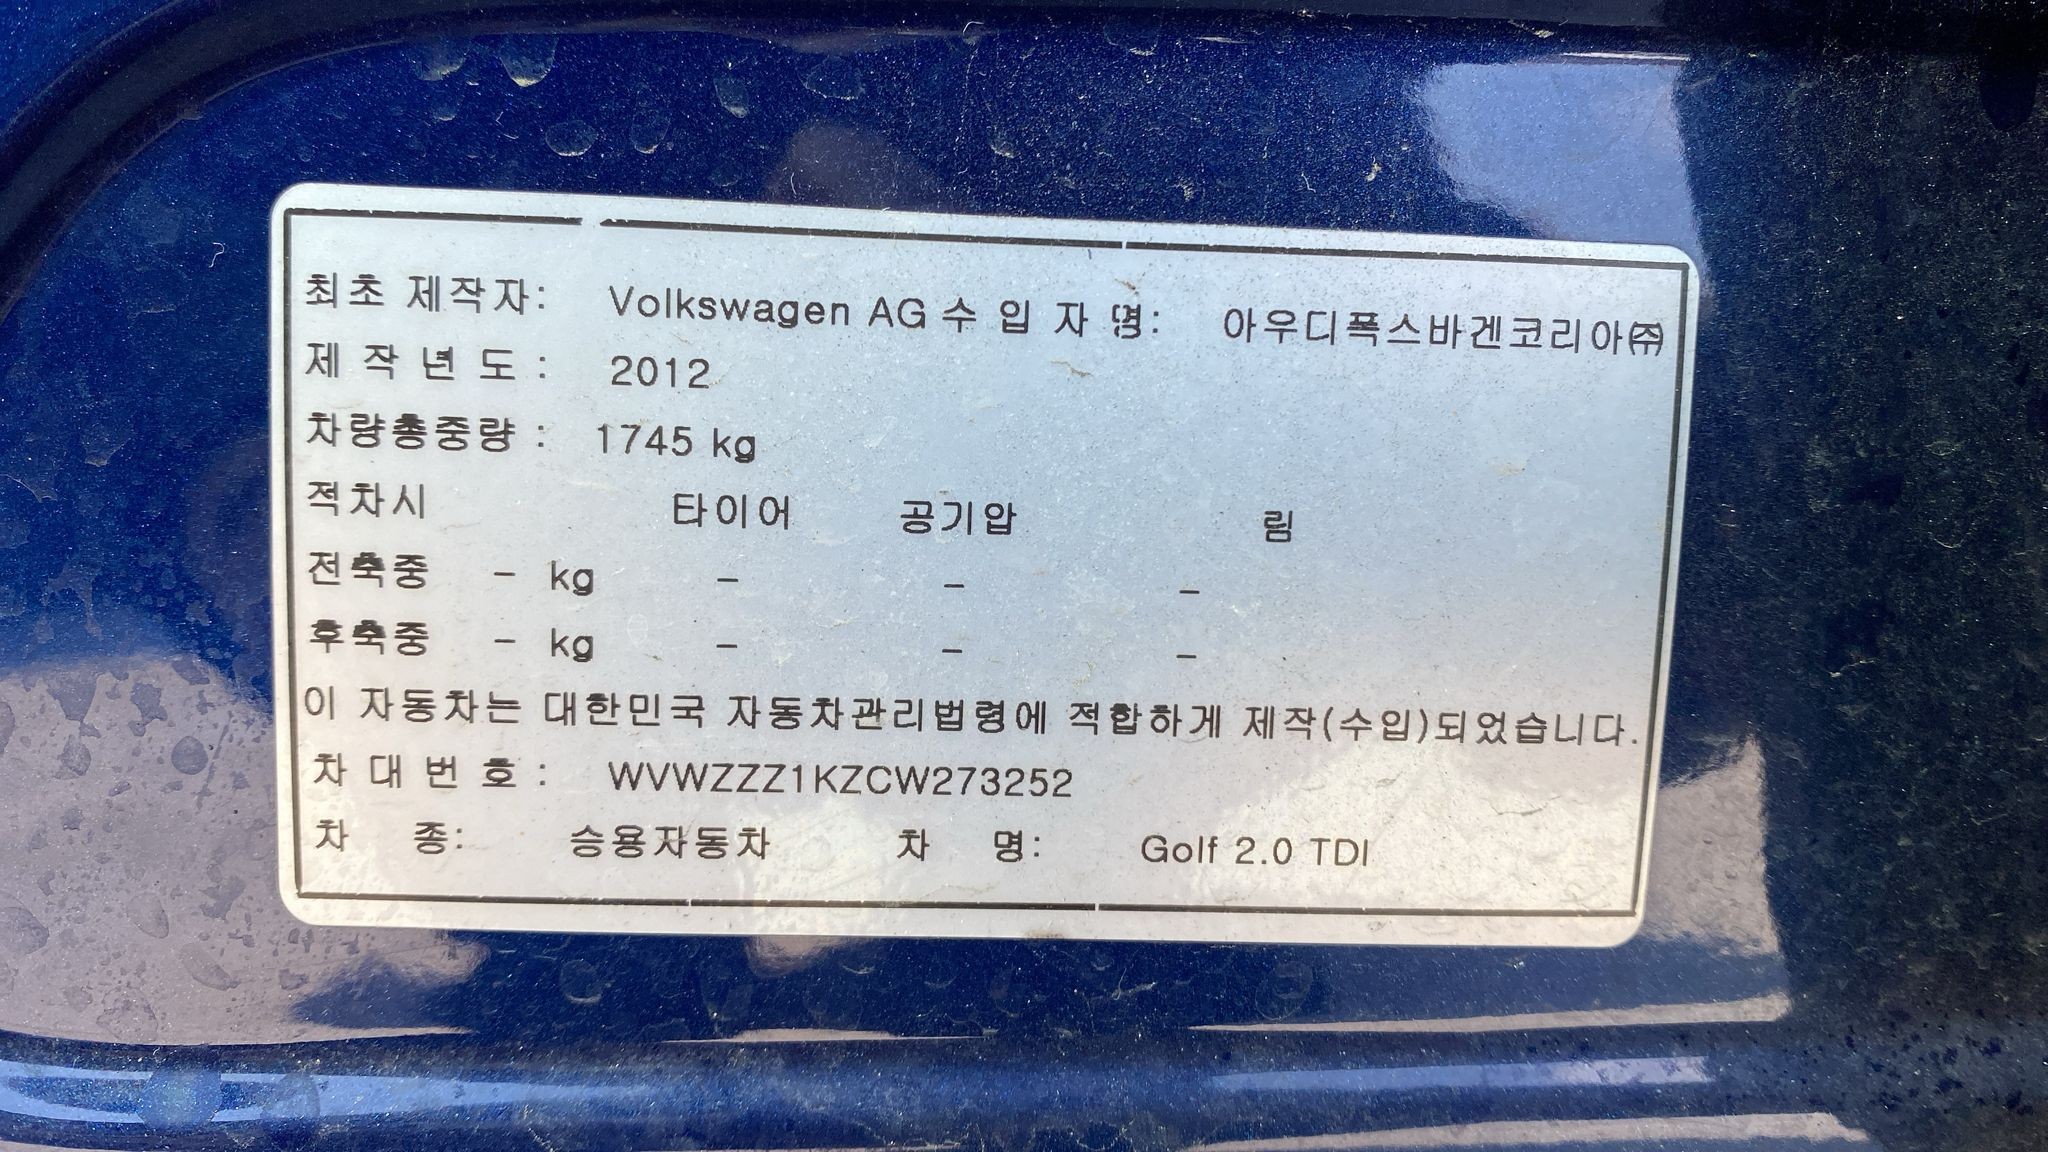 최초 제작자: Volkswagen AG 수 입 자 명: 아우디폭스바겐코리아㈜
제 작 년 도 : 2012
차량총중량 : 1745 kg
적차시 타이어 공기압 림
전축중 - kg - - -
후축중 - kg - - -
이 자동차는 대한민국 자동차관리법령에 적합하게 제작(수입)되었습니다.
차 대 번 호 : WVWZZZ1KZCW273252
차 종: 승용자동차 차 명: Golf 2.0 TDI